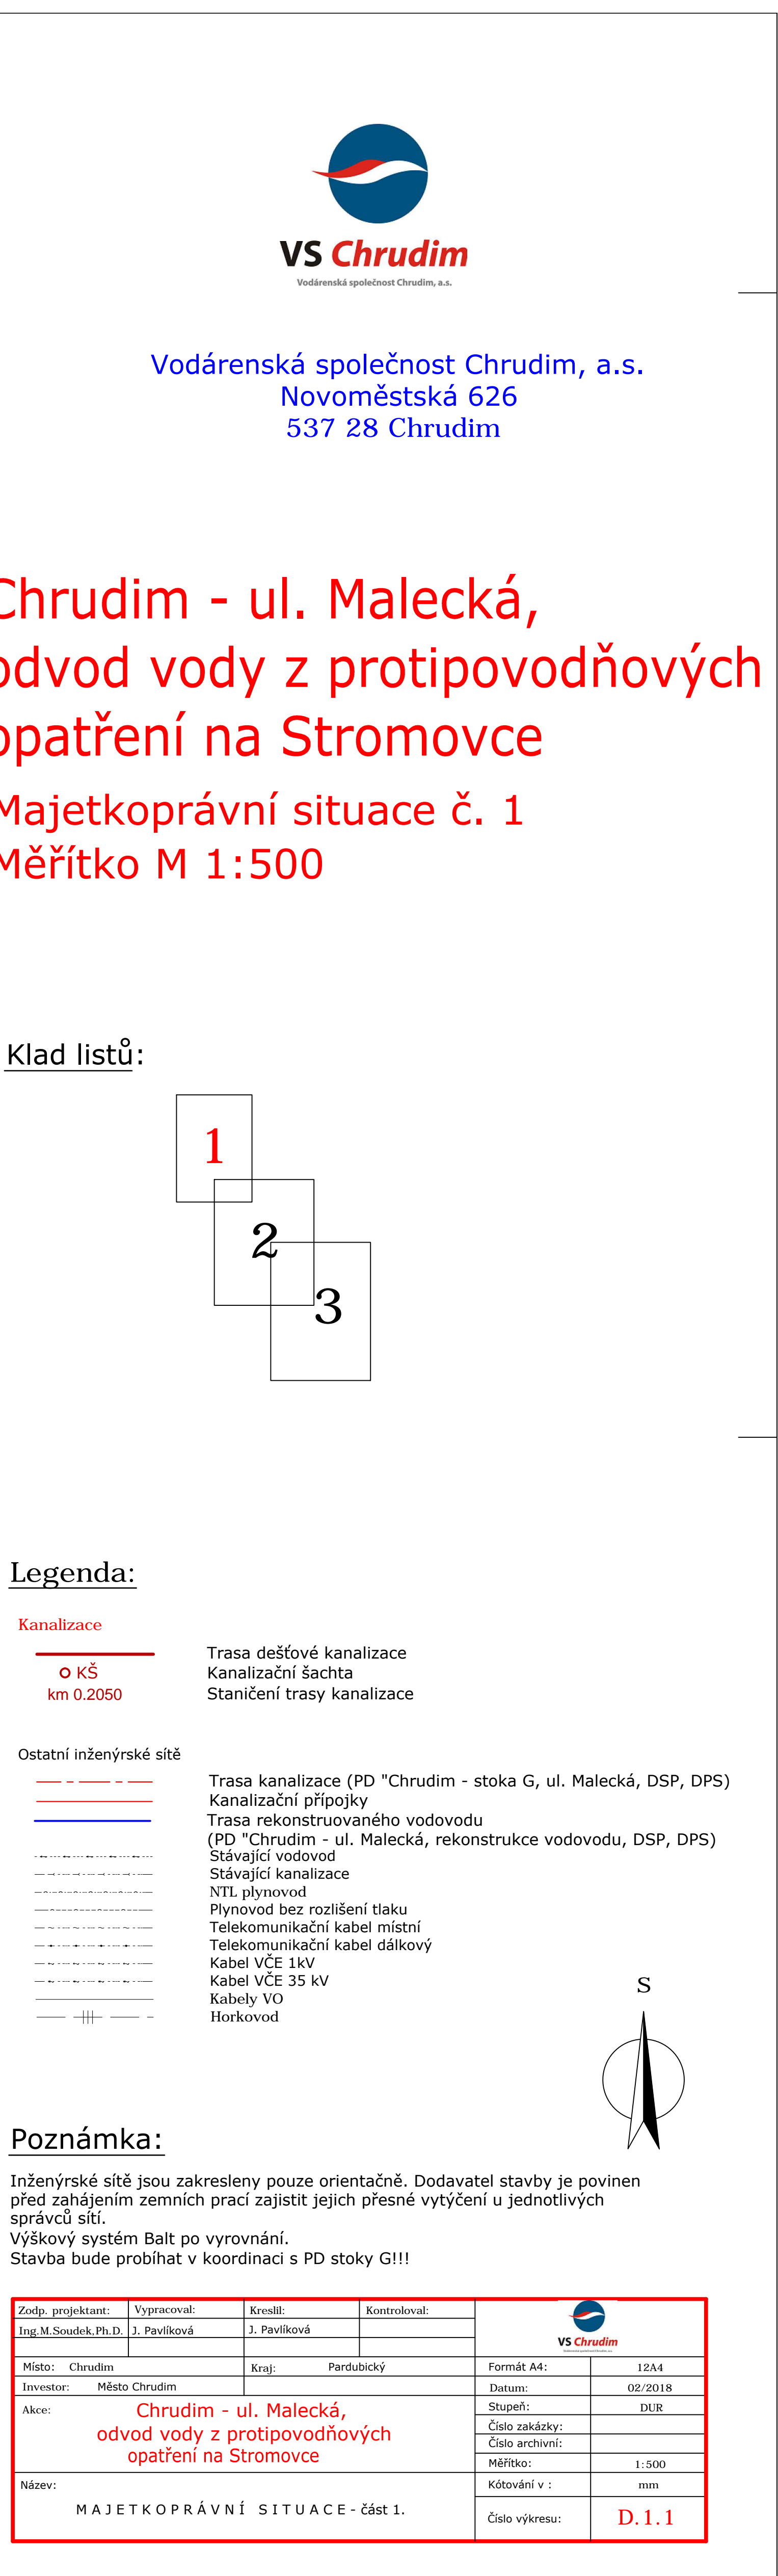 VS Chrudim
Vodárenská společnost Chrudim, a.s.
Vodárenská společnost Chrudim, a.s.
Novoměstská 626
537 28 Chrudim
Chrudim - ul. Malecká,
odvod vody z protipovodňových
opatření na Stromovce
Majetkoprávní situace č. 1
Měřítko M 1:500
Klad listů:
1
2
3
Legenda:
Kanalizace
Trasa dešťové kanalizace
KŠ Kanalizační šachta
km 0.2050 Staničení trasy kanalizace
Ostatní inženýrské sítě
Trasa kanalizace (PD "Chrudim - stoka G, ul. Malecká, DSP, DPS)
Kanalizační přípojky
Trasa rekonstruovaného vodovodu
(PD "Chrudim - ul. Malecká, rekonstrukce vodovodu, DSP, DPS)
Stávající vodovod
Stávající kanalizace
NTL plynovod
Plynovod bez rozlišení tlaku
Telekomunikační kabel místní
Telekomunikační kabel dálkový
Kabel VČE 1kV
Kabel VČE 35 kV
Kabely VO
Horkovod
S
Poznámka:
Inženýrské sítě jsou zakresleny pouze orientačně. Dodavatel stavby je povinen
před zahájením zemních prací zajistit jejich přesné vytýčení u jednotlivých
správců sítí.
Výškový systém Balt po vyrovnání.
Stavba bude probíhat v koordinaci s PD stoky G!!!
Zodp. projektant: Vypracoval: Kreslil: Kontroloval:
Ing.M.Soudek,Ph.D. J. Pavlíková J. Pavlíková
VS Chrudim
Místo: Chrudim Kraj: Pardubický Formát A4: 12A4
Investor: Město Chrudim Datum: 02/2018
Akce: Chrudim - ul. Malecká,
odvod vody z protipovodňových
opatření na Stromovce
Stupeň: DUR
Číslo zakázky:
Číslo archivní:
Měřítko: 1:500
Název: Kótování v : mm
MAJETKOPRÁVNÍ SITUACE - část 1.
Číslo výkresu: D.1.1